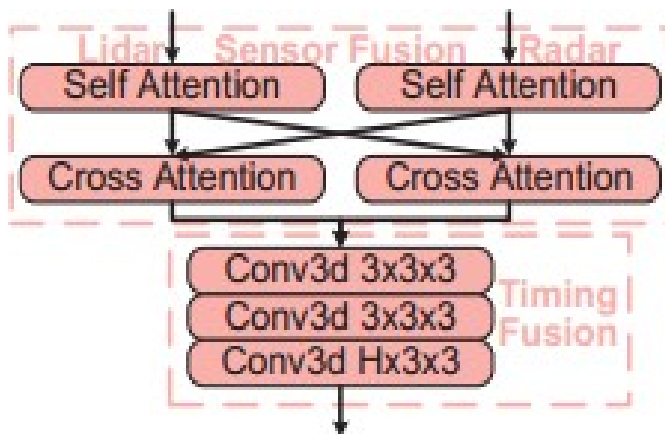 Lidar Sensor Fusion Radar
Self Attention Self Attention
Cross Attention Cross Attention
Conv3d 3x3x3
Conv3d 3x3x3
Conv3d Hx3x3
Timing
Fusion